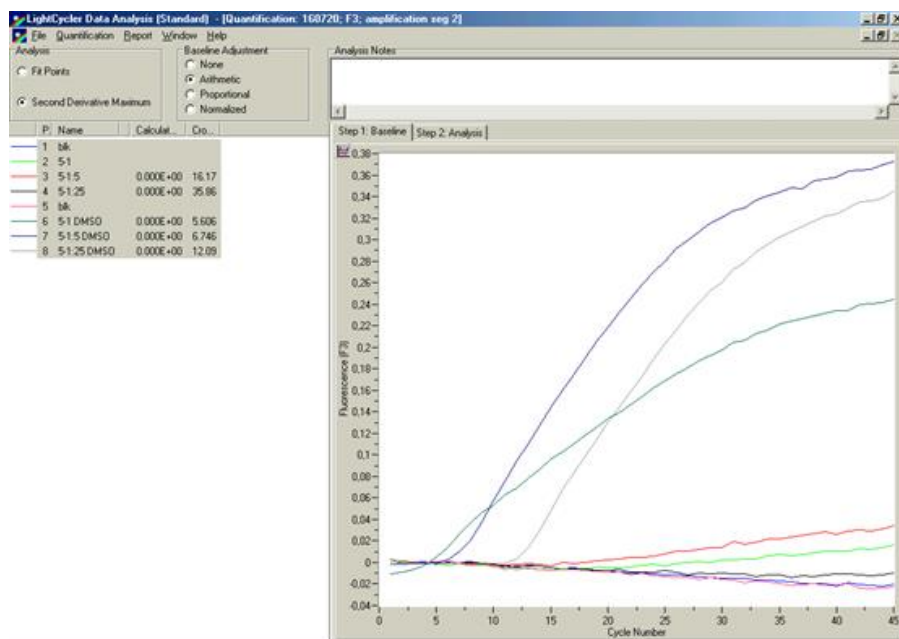 LightCycler Data Analysis (Standard) - [Quantification: 160720; F3; amplification seg 2]
File Quantification Report Window Help
Analysis
Fit Points
Second Derivative Maximum
Baseline Adjustment
None
Arithmetic
Proportional
Normalized
Analysis Notes
P. Name Calculat... Cro...
1 blk
2 5-1
3 5-1:5 0.000E+00 16.17
4 5-1:25 0.000E+00 35.86
5 blk
6 5-1 DMSO 0.000E+00 5.606
7 5-1:5 DMSO 0.000E+00 6.746
8 5-1:25 DMSO 0.000E+00 12.09
Step 1: Baseline Step 2: Analysis
0,38
0,36
0,34
0,32
0,3
0,28
0,26
0,24
0,22
0,2
0,18
0,16
0,14
0,12
0,1
0,08
0,06
0,04
0,02
0
-0,02
-0,04
Fluorescence (F3)
0 5 10 15 20 25 30 35 40 45
Cycle Number